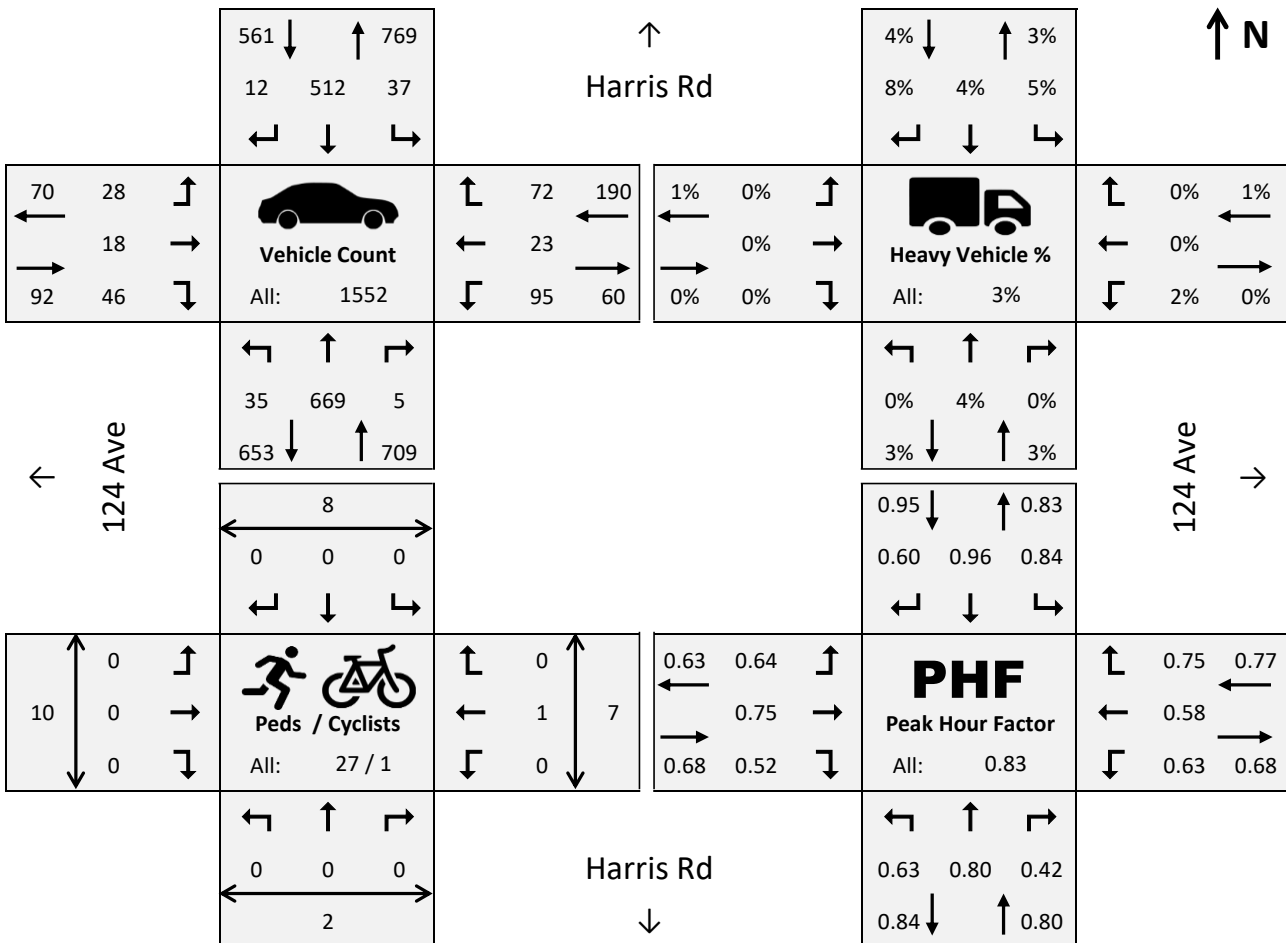 561 769 4% 3% N
Harris Rd
12 512 37 8% 4% 5%
70 28 72 190 1% 0% 0% 1%
18 Vehicle Count 23 0% Heavy Vehicle % 0%
92 46 All: 1552 95 60 0% 0% All: 3% 2% 0%
35 669 5 0% 4% 0%
653 709 3% 3%
124 Ave 124 Ave
8 0.95 0.83
0 0 0 0.60 0.96 0.84
0 0 0.63 0.64 PHF 0.75 0.77
10 0 Peds / Cyclists 1 7 0.75 Peak Hour Factor 0.58
0 All: 27 / 1 0 0.68 0.52 All: 0.83 0.63 0.68
0 0 0 Harris Rd 0.63 0.80 0.42
2 0.84 0.80